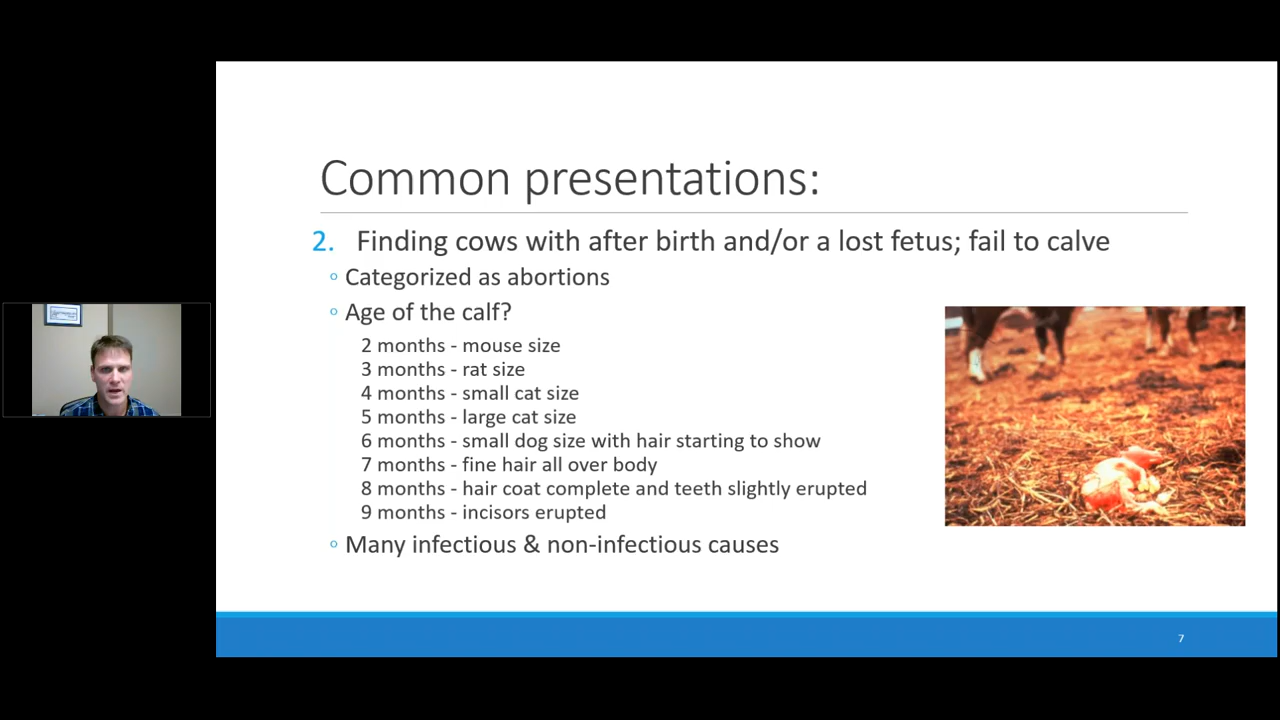 Common presentations:
2. Finding cows with after birth and/or a lost fetus; fail to calve
◦ Categorized as abortions
◦ Age of the calf?
2 months - mouse size
3 months - rat size
4 months - small cat size
5 months - large cat size
6 months - small dog size with hair starting to show
7 months - fine hair all over body
8 months - hair coat complete and teeth slightly erupted
9 months - incisors erupted
◦ Many infectious & non-infectious causes
7